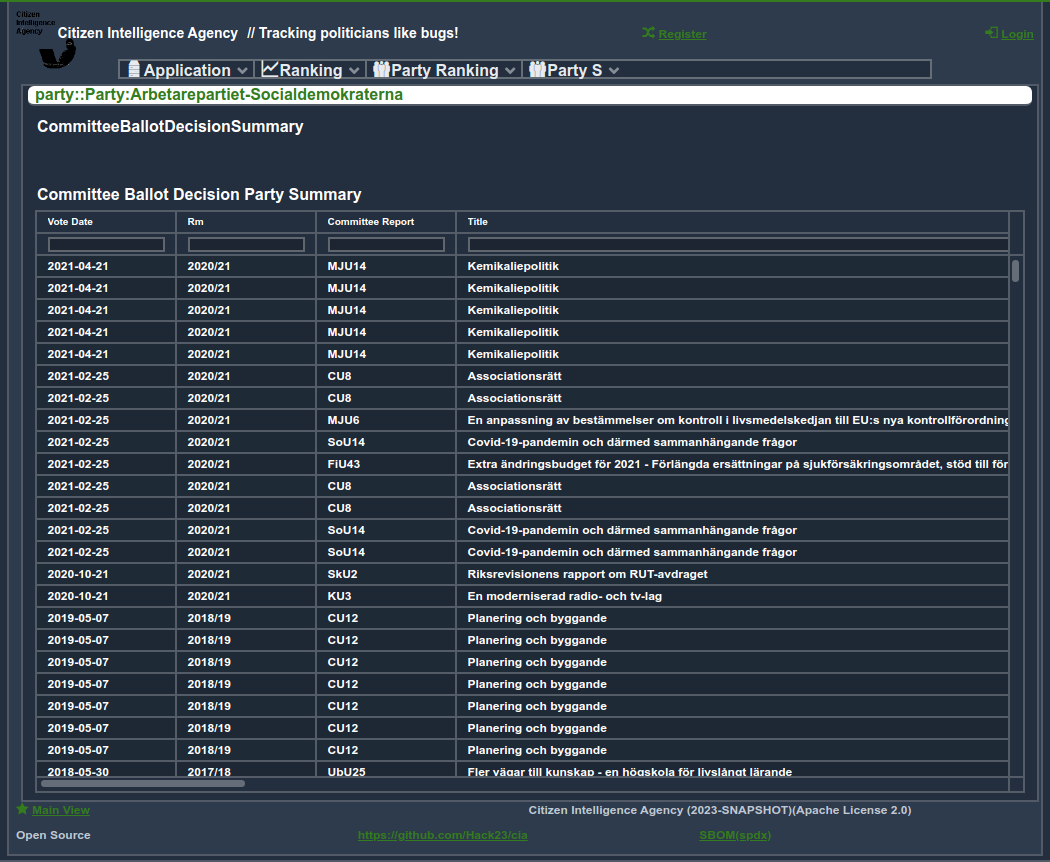 Citizen
Intelligence
Agency
Citizen Intelligence Agency // Tracking politicians like bugs!
Register
Login
Application
Ranking
Party Ranking
Party S
party::Party:Arbetarepartiet-Socialdemokraterna
CommitteeBallotDecisionSummary
Committee Ballot Decision Party Summary
Vote Date Rm Committee Report Title
2021-04-21 2020/21 MJU14 Kemikaliepolitik
2021-04-21 2020/21 MJU14 Kemikaliepolitik
2021-04-21 2020/21 MJU14 Kemikaliepolitik
2021-04-21 2020/21 MJU14 Kemikaliepolitik
2021-04-21 2020/21 MJU14 Kemikaliepolitik
2021-02-25 2020/21 CU8 Associationsrätt
2021-02-25 2020/21 CU8 Associationsrätt
2021-02-25 2020/21 MJU6 En anpassning av bestämmelser om kontroll i livsmedelskedjan till EU:s nya kontrollförordning
2021-02-25 2020/21 SoU14 Covid-19-pandemin och därmed sammanhängande frågor
2021-02-25 2020/21 FiU43 Extra ändringsbudget för 2021 - Förlängda ersättningar på sjukförsäkringsområdet, stöd till för
2021-02-25 2020/21 CU8 Associationsrätt
2021-02-25 2020/21 CU8 Associationsrätt
2021-02-25 2020/21 SoU14 Covid-19-pandemin och därmed sammanhängande frågor
2021-02-25 2020/21 SoU14 Covid-19-pandemin och därmed sammanhängande frågor
2020-10-21 2020/21 SkU2 Riksrevisionens rapport om RUT-avdraget
2020-10-21 2020/21 KU3 En moderniserad radio- och tv-lag
2019-05-07 2018/19 CU12 Planering och byggande
2019-05-07 2018/19 CU12 Planering och byggande
2019-05-07 2018/19 CU12 Planering och byggande
2019-05-07 2018/19 CU12 Planering och byggande
2019-05-07 2018/19 CU12 Planering och byggande
2019-05-07 2018/19 CU12 Planering och byggande
2019-05-07 2018/19 CU12 Planering och byggande
2018-05-30 2017/18 UbU25 Fler vägar till kunskap - en högskola för livslångt lärande
Main View
Citizen Intelligence Agency (2023-SNAPSHOT)(Apache License 2.0)
Open Source
https://github.com/Hack23/cia
SBOM(spdx)